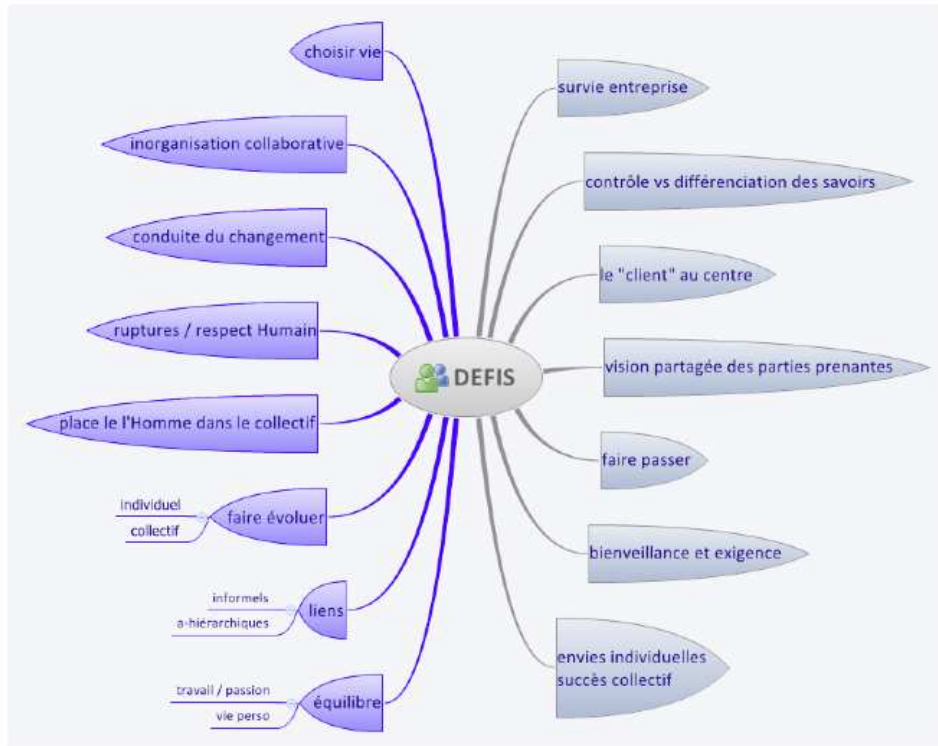 choisir vie
inorganisation collaborative
conduite du changement
ruptures / respect Humain
place le l'Homme dans le collectif
faire évoluer
individuel
collectif
liens
informels
a-hiérarchiques
équilibre
travail / passion
vie perso
DEFIS
survie entreprise
contrôle vs différenciation des savoirs
le "client" au centre
vision partagée des parties prenantes
faire passer
bienveillance et exigence
envies individuelles
succès collectif